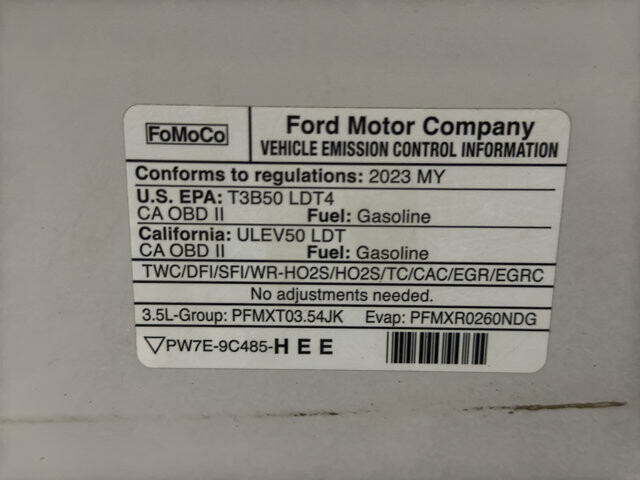 FoMoCo
Ford Motor Company
VEHICLE EMISSION CONTROL INFORMATION
Conforms to regulations: 2023 MY
U.S. EPA: T3B50 LDT4
CA OBD II Fuel: Gasoline
California: ULEV50 LDT
CA OBD II Fuel: Gasoline
TWC/DFI/SFI/WR-HO2S/HO2S/TC/CAC/EGR/EGRC
No adjustments needed.
3.5L-Group: PFMXT03.54JK Evap: PFMXR0260NDG
PW7E-9C485-HEE